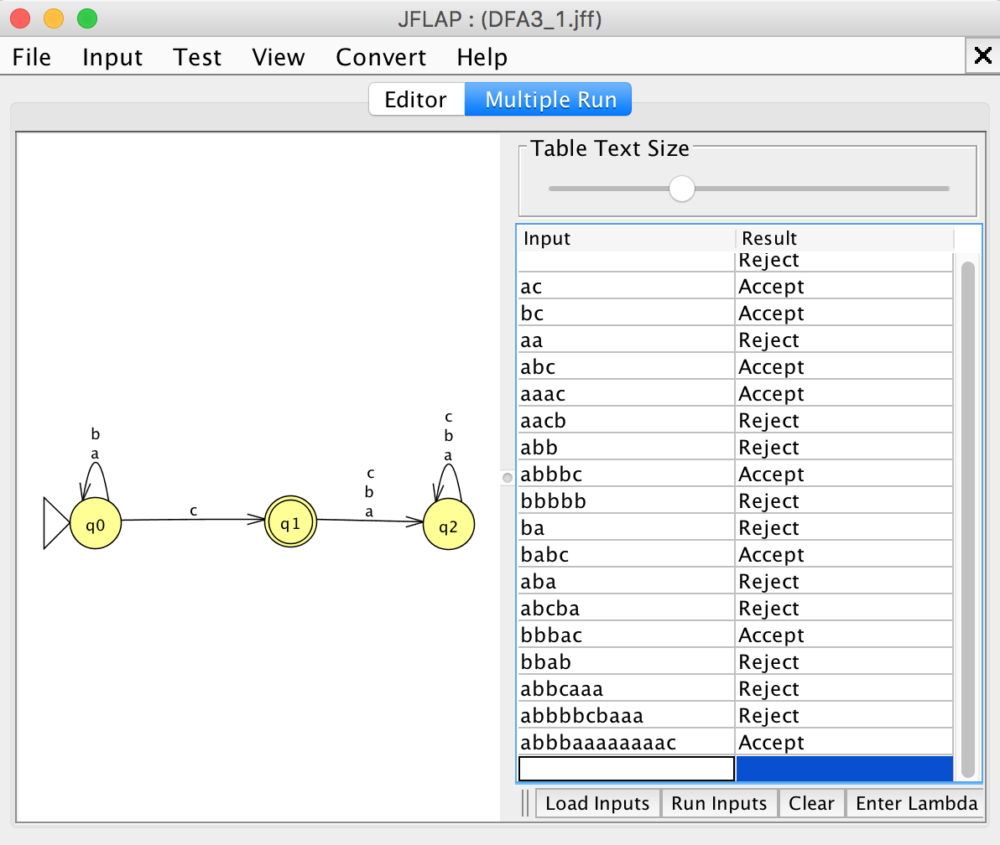 JFLAP : (DFA3_1.jff)
File Input Test View Convert Help
Editor Multiple Run
Table Text Size
Input Result
Reject
ac Accept
bc Accept
aa Reject
abc Accept
aaac Accept
aacb Reject
abb Reject
abbbc Accept
bbbbb Reject
ba Reject
babc Accept
aba Reject
abcba Reject
bbbac Accept
bbab Reject
abbcaaa Reject
abbbbcbaaa Reject
abbbaaaaaaaac Accept
b
a
q0
c
q1
c
b
a
c
b
a
q2
Load Inputs Run Inputs Clear Enter Lambda